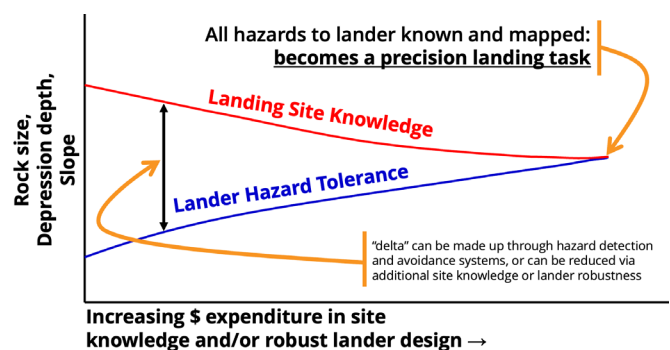 All hazards to lander known and mapped:
becomes a precision landing task
Rock size,
Depression depth,
Slope
Landing Site Knowledge
Lander Hazard Tolerance
"delta" can be made up through hazard detection
and avoidance systems, or can be reduced via
additional site knowledge or lander robustness
Increasing $ expenditure in site
knowledge and/or robust lander design →